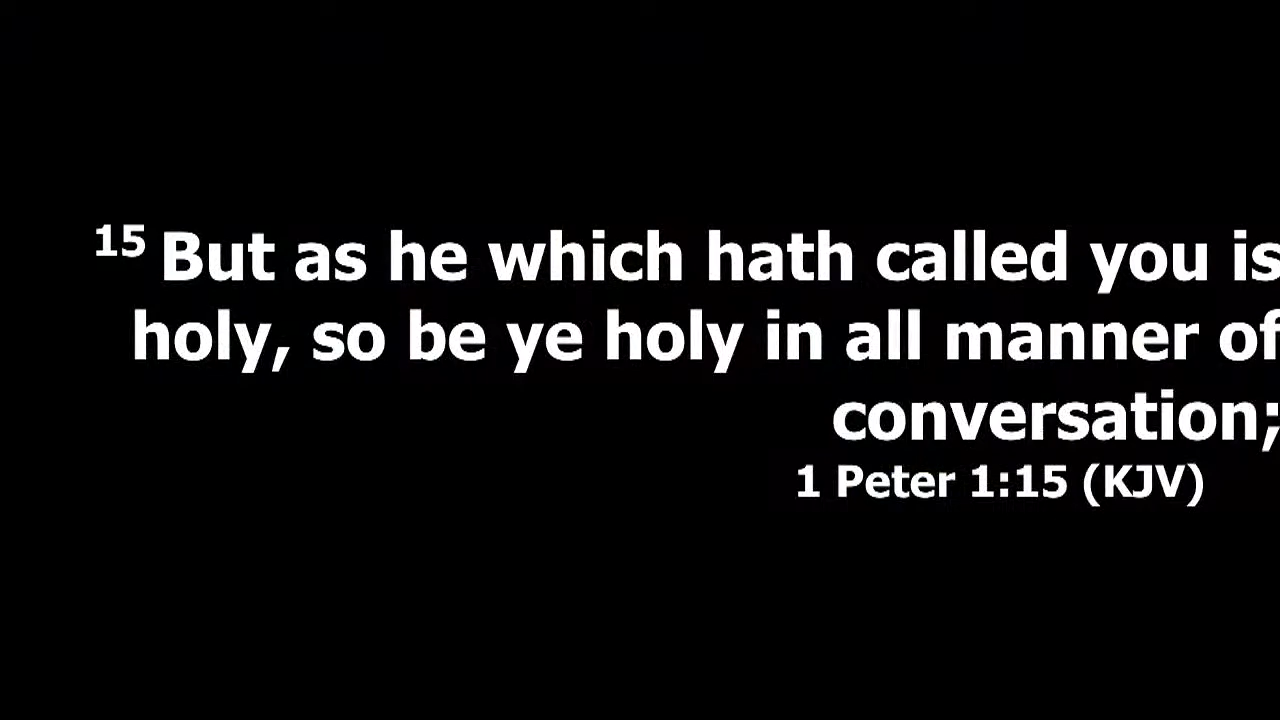 15 But as he which hath called you is
holy, so be ye holy in all manner of
conversation;
1 Peter 1:15 (KJV)